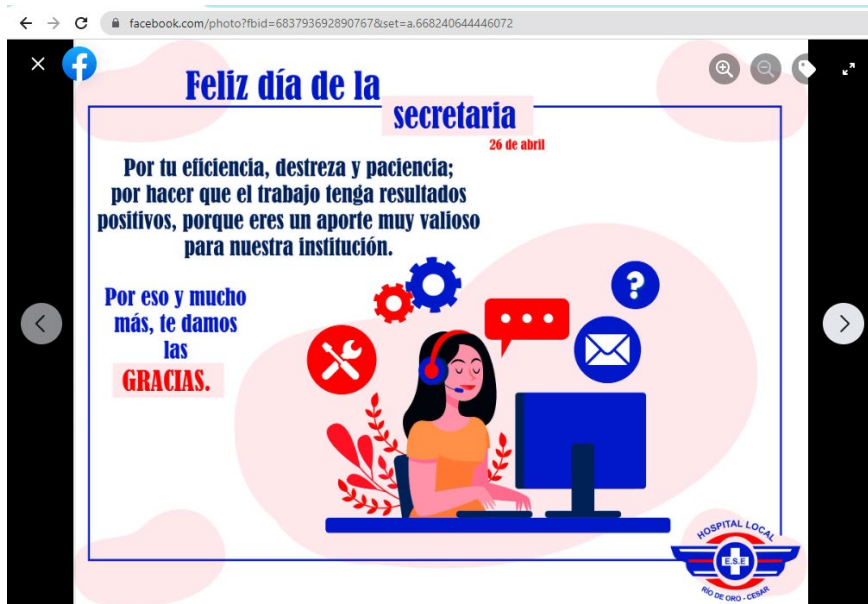 facebook.com/photo?fbid=683793692890767&set=a.668240644446072
Feliz día de la
secretaria
26 de abril
Por tu eficiencia, destreza y paciencia;
por hacer que el trabajo tenga resultados
positivos, porque eres un aporte muy valioso
para nuestra institución.
Por eso y mucho
más, te damos
las
GRACIAS.
HOSPITAL LOCAL
E.S.E
RÍO DE ORO - CESAR